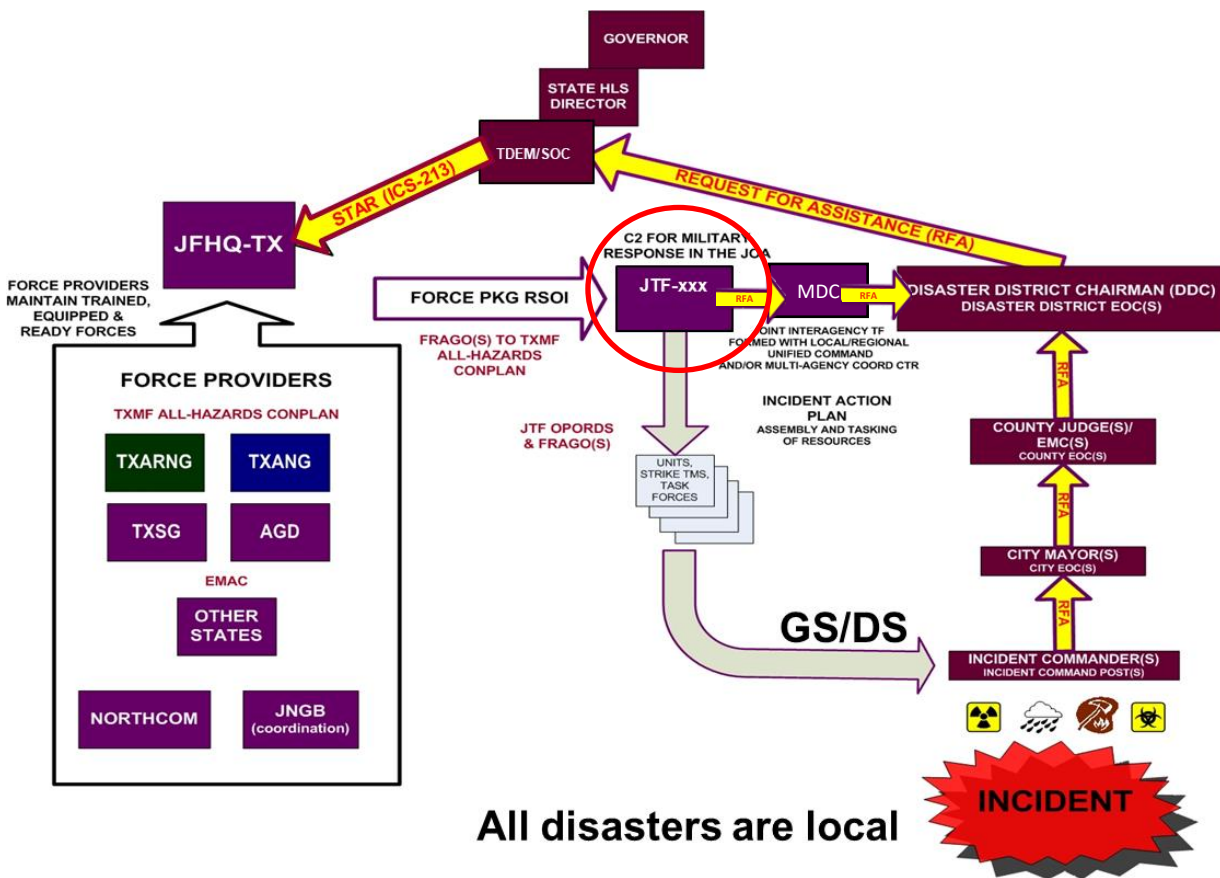 GOVERNOR
STATE HLS
DIRECTOR
TDEM/SOC
STAR (ICS-213)
REQUEST FOR ASSISTANCE (RFA)
JFHQ-TX
FORCE PROVIDERS
MAINTAIN TRAINED,
EQUIPPED &
READY FORCES
FORCE PKG RSOI
FRAGO(S) TO TXMF
ALL-HAZARDS
CONPLAN
C2 FOR MILITARY
RESPONSE IN THE JOA
JTF-xxx
RFA
MDC
RFA
DISASTER DISTRICT CHAIRMAN (DDC)
DISASTER DISTRICT EOC(S)
OINT INTERAGENCY TF
FORMED WITH LOCAL/REGIONAL
UNIFIED COMMAND
AND/OR MULTI-AGENCY COORD CTR
INCIDENT ACTION
PLAN
ASSEMBLY AND TASKING
OF RESOURCES
JTF OPORDS
& FRAGO(S)
UNITS,
STRIKE TMS,
TASK
FORCES
FORCE PROVIDERS
TXMF ALL-HAZARDS CONPLAN
TXARNG
TXANG
TXSG
AGD
EMAC
OTHER
STATES
NORTHCOM
JNGB
(coordination)
RFA
COUNTY JUDGE(S)/
EMC(S)
COUNTY EOC(S)
RFA
CITY MAYOR(S)
CITY EOC(S)
RFA
GS/DS
INCIDENT COMMANDER(S)
INCIDENT COMMAND POST(S)
INCIDENT
All disasters are local